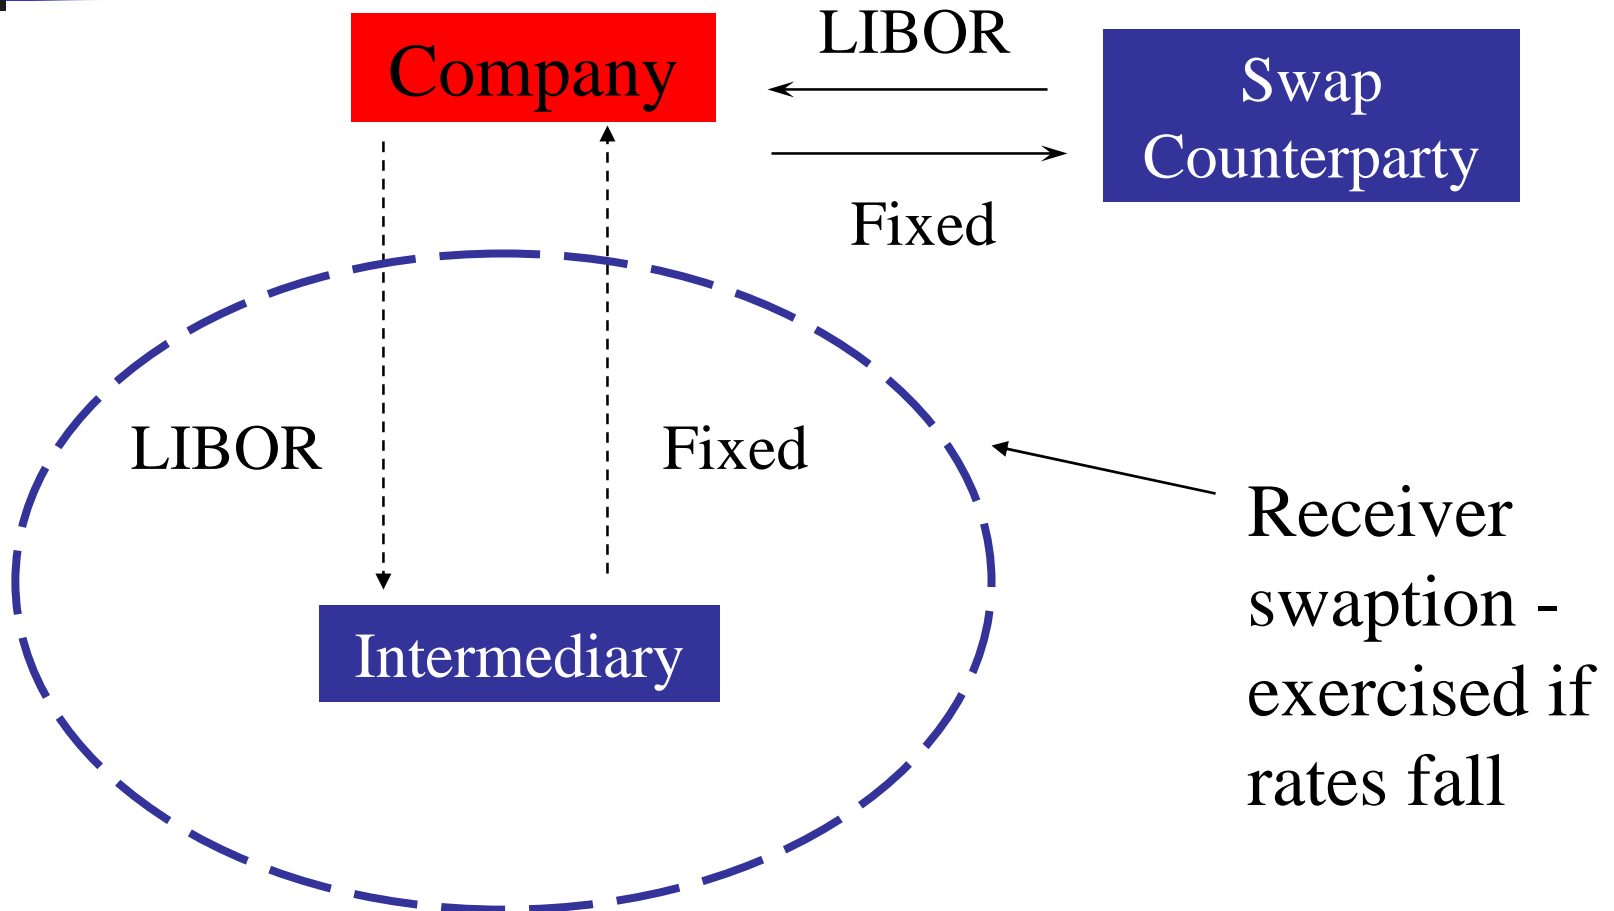 Company
LIBOR
Swap
Counterparty
Fixed
LIBOR
Fixed
Receiver
swaption -
exercised if
rates fall
Intermediary